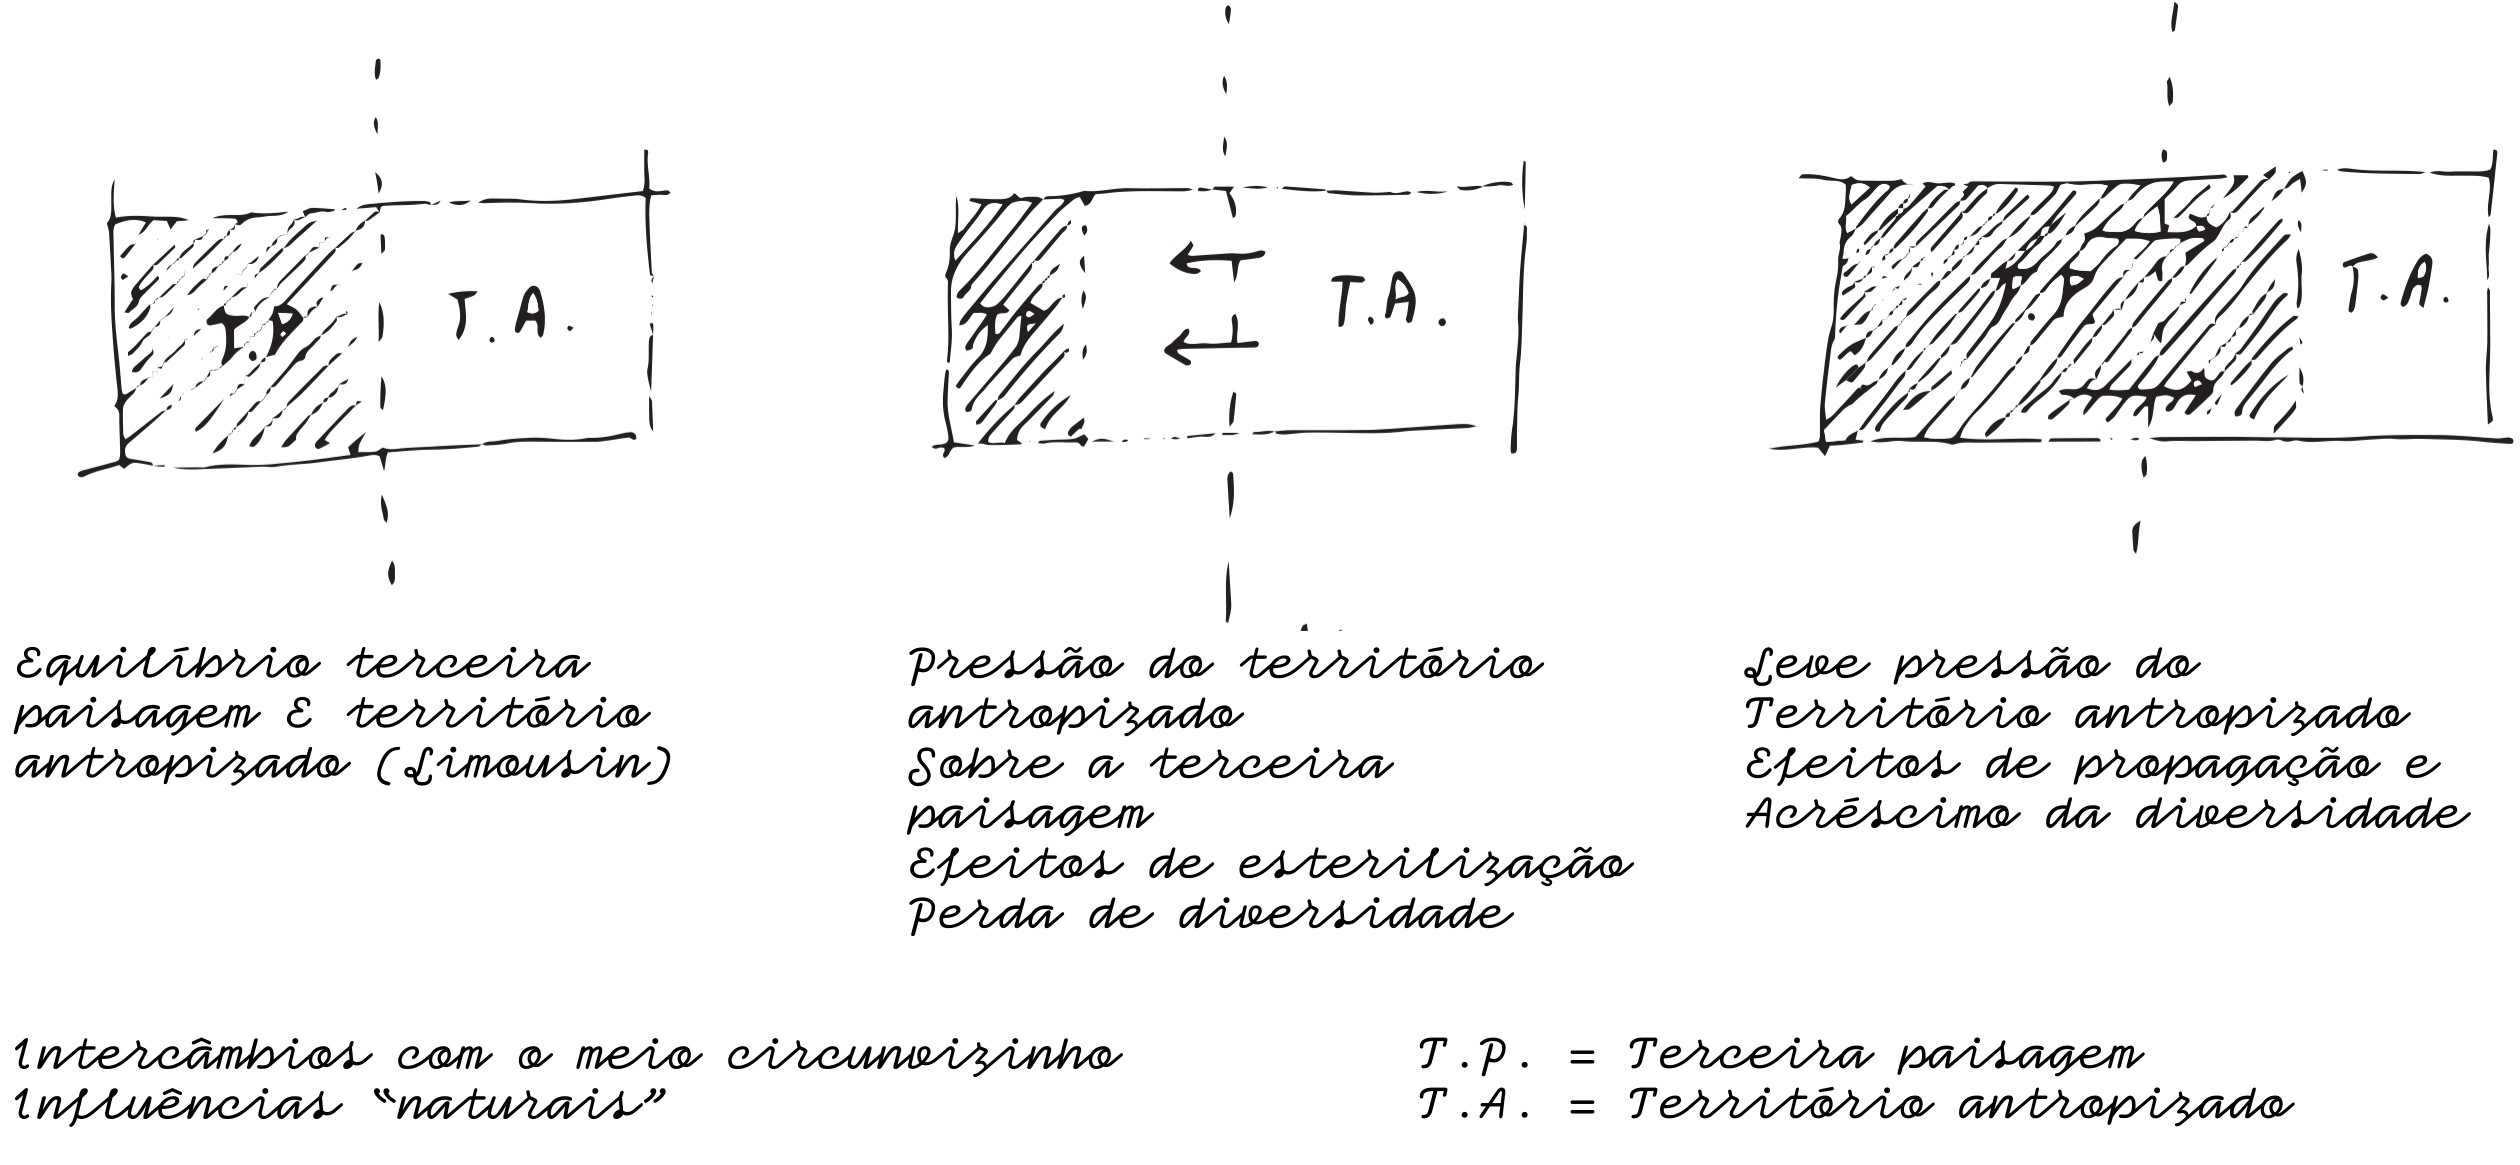 T.A.
T.A.
T.A.
Equilíbrio terceira
paisagem E território
antropizado (Limousin)
Pressão do território
antropizado
Sobre a terceira
paisagem
Efeitos de esterilização
Perda de diversidade
Leve pressão do
Território antropizado
Efeitos de propagação e
Acréscimo da diversidade
Intercâmbios com o meio circunvizinho
Influências “naturais”
T.P. = Terceira paisagem
T.A. = Território antropizado